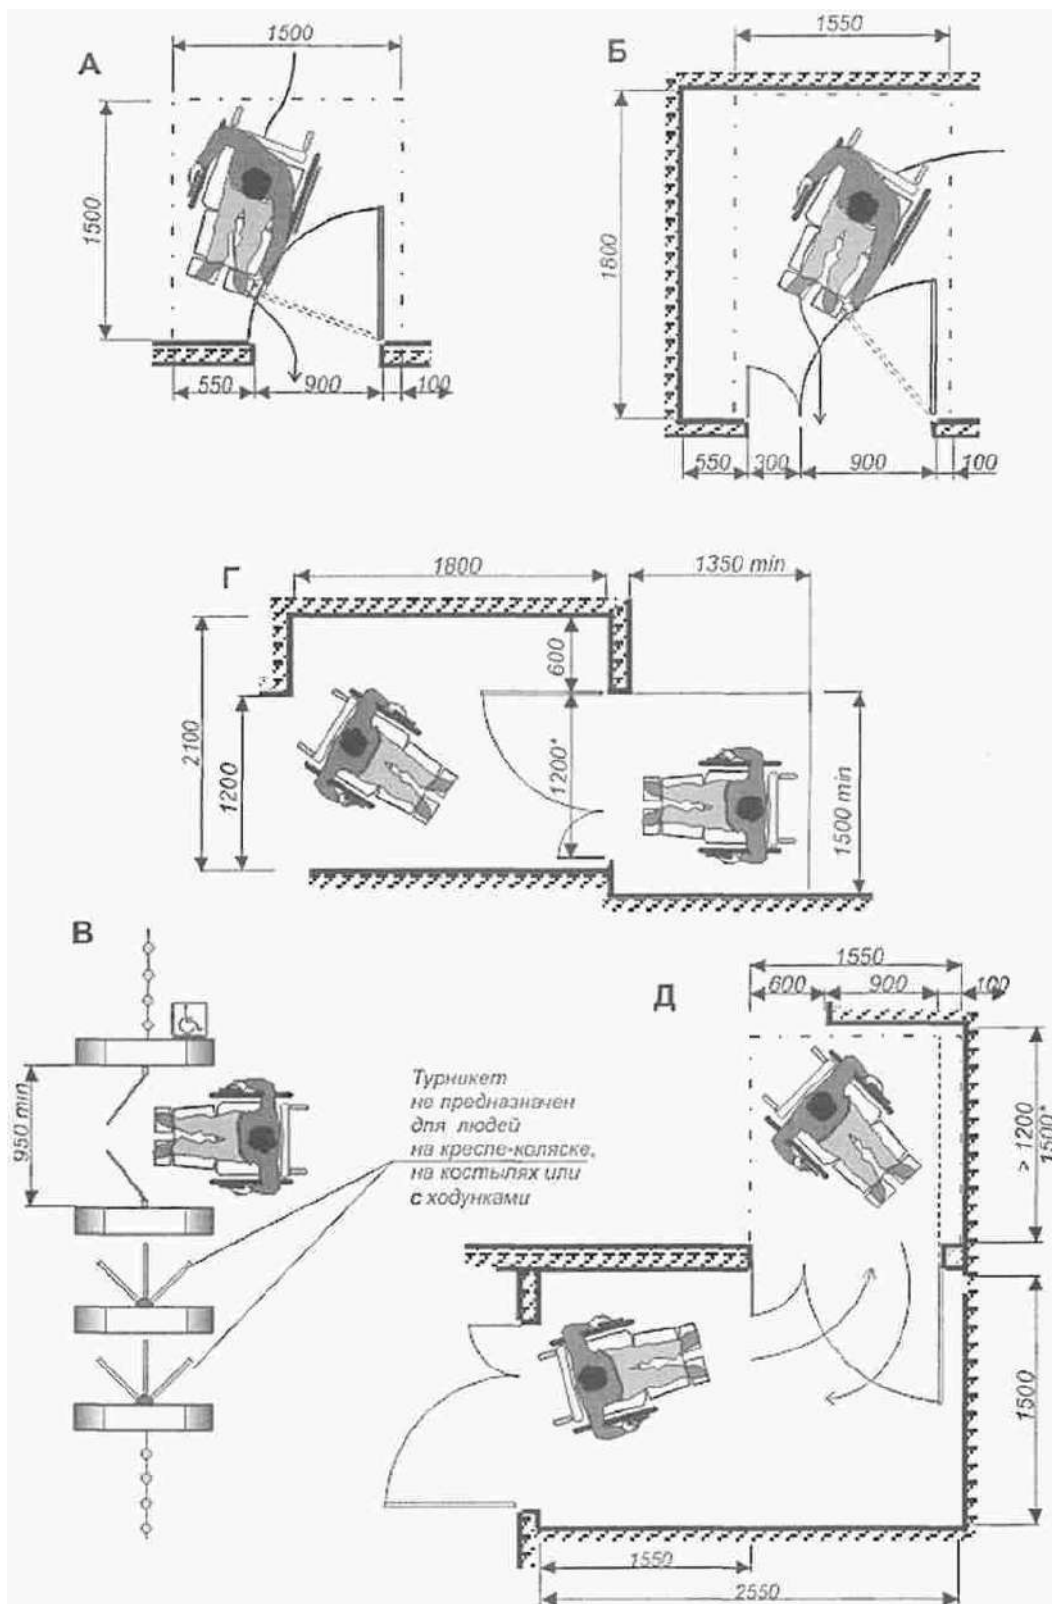 А
1500
1500
550
900
100
Б
1550
1800
550
300
900
100
Г
1800
1350 min
600
2100
1200
1200*
1500 min
В
950 min
Турникет
не предназначен
для людей
на кресле-коляске,
на костылях или
с ходунками
Д
1550
600
900
100
> 1200
1500*
1500
1550
2550